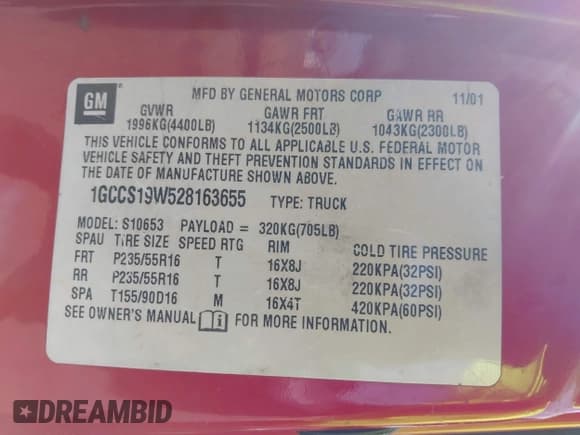 GM
MFD BY GENERAL MOTORS CORP 11/01
GVWR GAWR FRT GAWR RR
1996KG(4400LB) 1134KG(2500LB) 1043KG(2300LB)
THIS VEHICLE CONFORMS TO ALL APPLICABLE U.S. FEDERAL MOTOR
VEHICLE SAFETY AND THEFT PREVENTION STANDARDS IN EFFECT ON
THE DATE OF MANUFACTURE SHOWN ABOVE.
1GCCS19W528163655 TYPE: TRUCK
MODEL: S10653 PAYLOAD = 320KG(705LB)
SPAU TIRE SIZE SPEED RTG RIM COLD TIRE PRESSURE
FRT P235/55R16 T 16X8J 220KPA(32PSI)
RR P235/55R16 T 16X8J 220KPA(32PSI)
SPA T155/90D16 M 16X4T 420KPA(60PSI)
SEE OWNER'S MANUAL FOR MORE INFORMATION.
DREAMBID